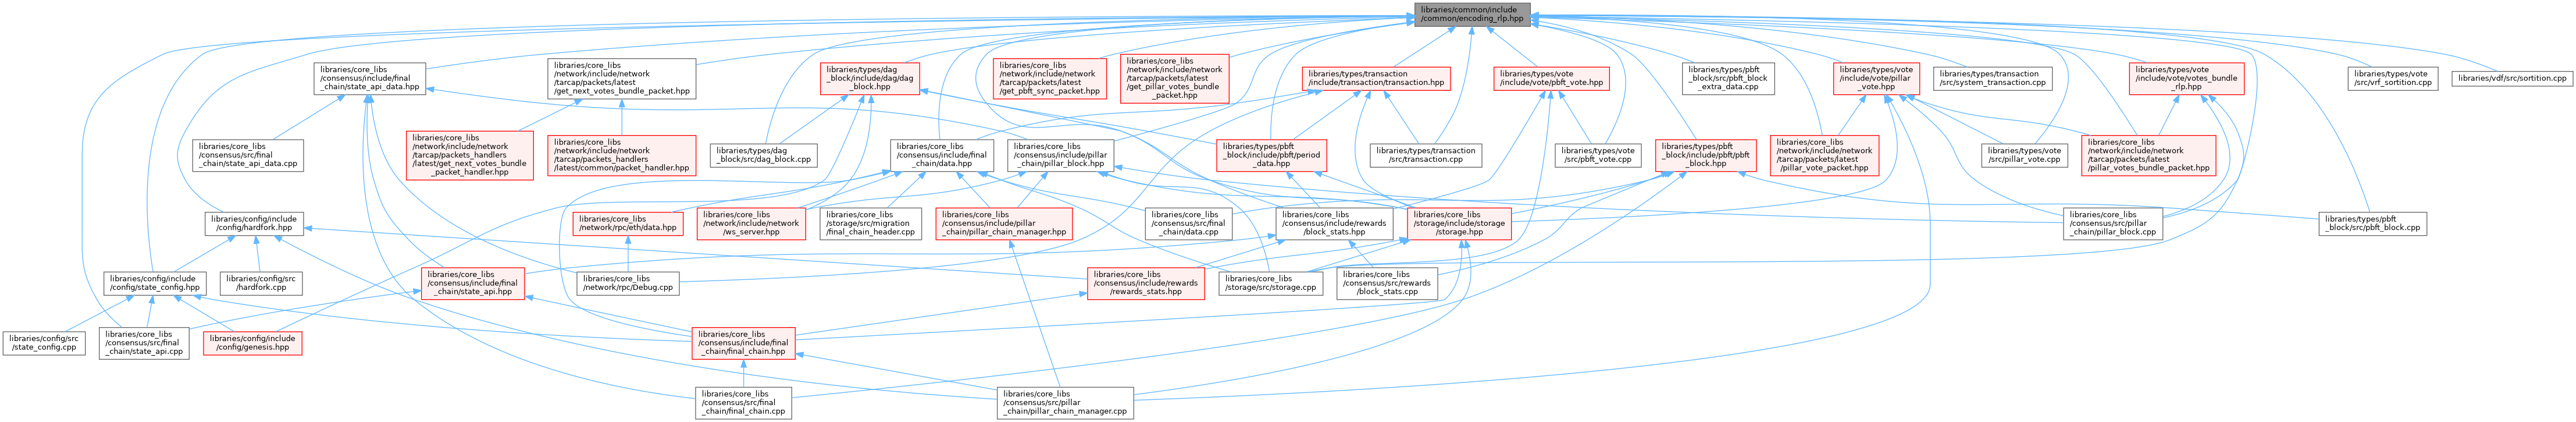 libraries/common/include
/common/encoding_rlp.hpp
libraries/core_libs
/consensus/include/final
_chain/state_api_data.hpp
libraries/core_libs
/network/include/network
/tarcap/packets/latest
/get_next_votes_bundle_packet.hpp
libraries/types/dag
_block/include/dag/dag
_block.hpp
libraries/core_libs
/network/include/network
/tarcap/packets/latest
/get_pbft_sync_packet.hpp
libraries/core_libs
/network/include/network
/tarcap/packets/latest
/get_pillar_votes_bundle
_packet.hpp
libraries/types/transaction
/include/transaction/transaction.hpp
libraries/types/vote
/include/vote/pbft_vote.hpp
libraries/types/pbft
_block/src/pbft_block
_extra_data.cpp
libraries/types/vote
/include/vote/pillar
_vote.hpp
libraries/types/transaction
/src/system_transaction.cpp
libraries/types/vote
/include/vote/votes_bundle
_rlp.hpp
libraries/types/vote
/src/vrf_sortition.cpp
libraries/vdf/src/sortition.cpp
libraries/core_libs
/consensus/src/final
_chain/state_api_data.cpp
libraries/core_libs
/network/include/network
/tarcap/packets_handlers
/latest/get_next_votes_bundle
_packet_handler.hpp
libraries/core_libs
/network/include/network
/tarcap/packets_handlers
/latest/common/packet_handler.hpp
libraries/types/dag
_block/src/dag_block.cpp
libraries/core_libs
/consensus/include/final
_chain/data.hpp
libraries/core_libs
/consensus/include/pillar
_chain/pillar_block.hpp
libraries/types/pbft
_block/include/pbft/period
_data.hpp
libraries/types/transaction
/src/transaction.cpp
libraries/types/vote
/src/pbft_vote.cpp
libraries/types/pbft
_block/include/pbft/pbft
_block.hpp
libraries/core_libs
/network/include/network
/tarcap/packets/latest
/pillar_vote_packet.hpp
libraries/types/vote
/src/pillar_vote.cpp
libraries/core_libs
/network/include/network
/tarcap/packets/latest
/pillar_votes_bundle_packet.hpp
libraries/config/include
/config/hardfork.hpp
libraries/core_libs
/network/rpc/eth/data.hpp
libraries/core_libs
/network/include/network
/ws_server.hpp
libraries/core_libs
/storage/src/migration
/final_chain_header.cpp
libraries/core_libs
/consensus/include/pillar
_chain/pillar_chain_manager.hpp
libraries/core_libs
/consensus/src/final
_chain/data.cpp
libraries/core_libs
/consensus/include/rewards
/block_stats.hpp
libraries/core_libs
/storage/include/storage
/storage.hpp
libraries/core_libs
/consensus/src/pillar
_chain/pillar_block.cpp
libraries/types/pbft
_block/src/pbft_block.cpp
libraries/config/include
/config/state_config.hpp
libraries/config/src
/hardfork.cpp
libraries/core_libs
/consensus/include/final
_chain/state_api.hpp
libraries/core_libs
/network/rpc/Debug.cpp
libraries/core_libs
/consensus/include/rewards
/rewards_stats.hpp
libraries/core_libs
/storage/src/storage.cpp
libraries/core_libs
/consensus/src/rewards
/block_stats.cpp
libraries/config/src
/state_config.cpp
libraries/core_libs
/consensus/src/final
_chain/state_api.cpp
libraries/config/include
/config/genesis.hpp
libraries/core_libs
/consensus/include/final
_chain/final_chain.hpp
libraries/core_libs
/consensus/src/final
_chain/final_chain.cpp
libraries/core_libs
/consensus/src/pillar
_chain/pillar_chain_manager.cpp